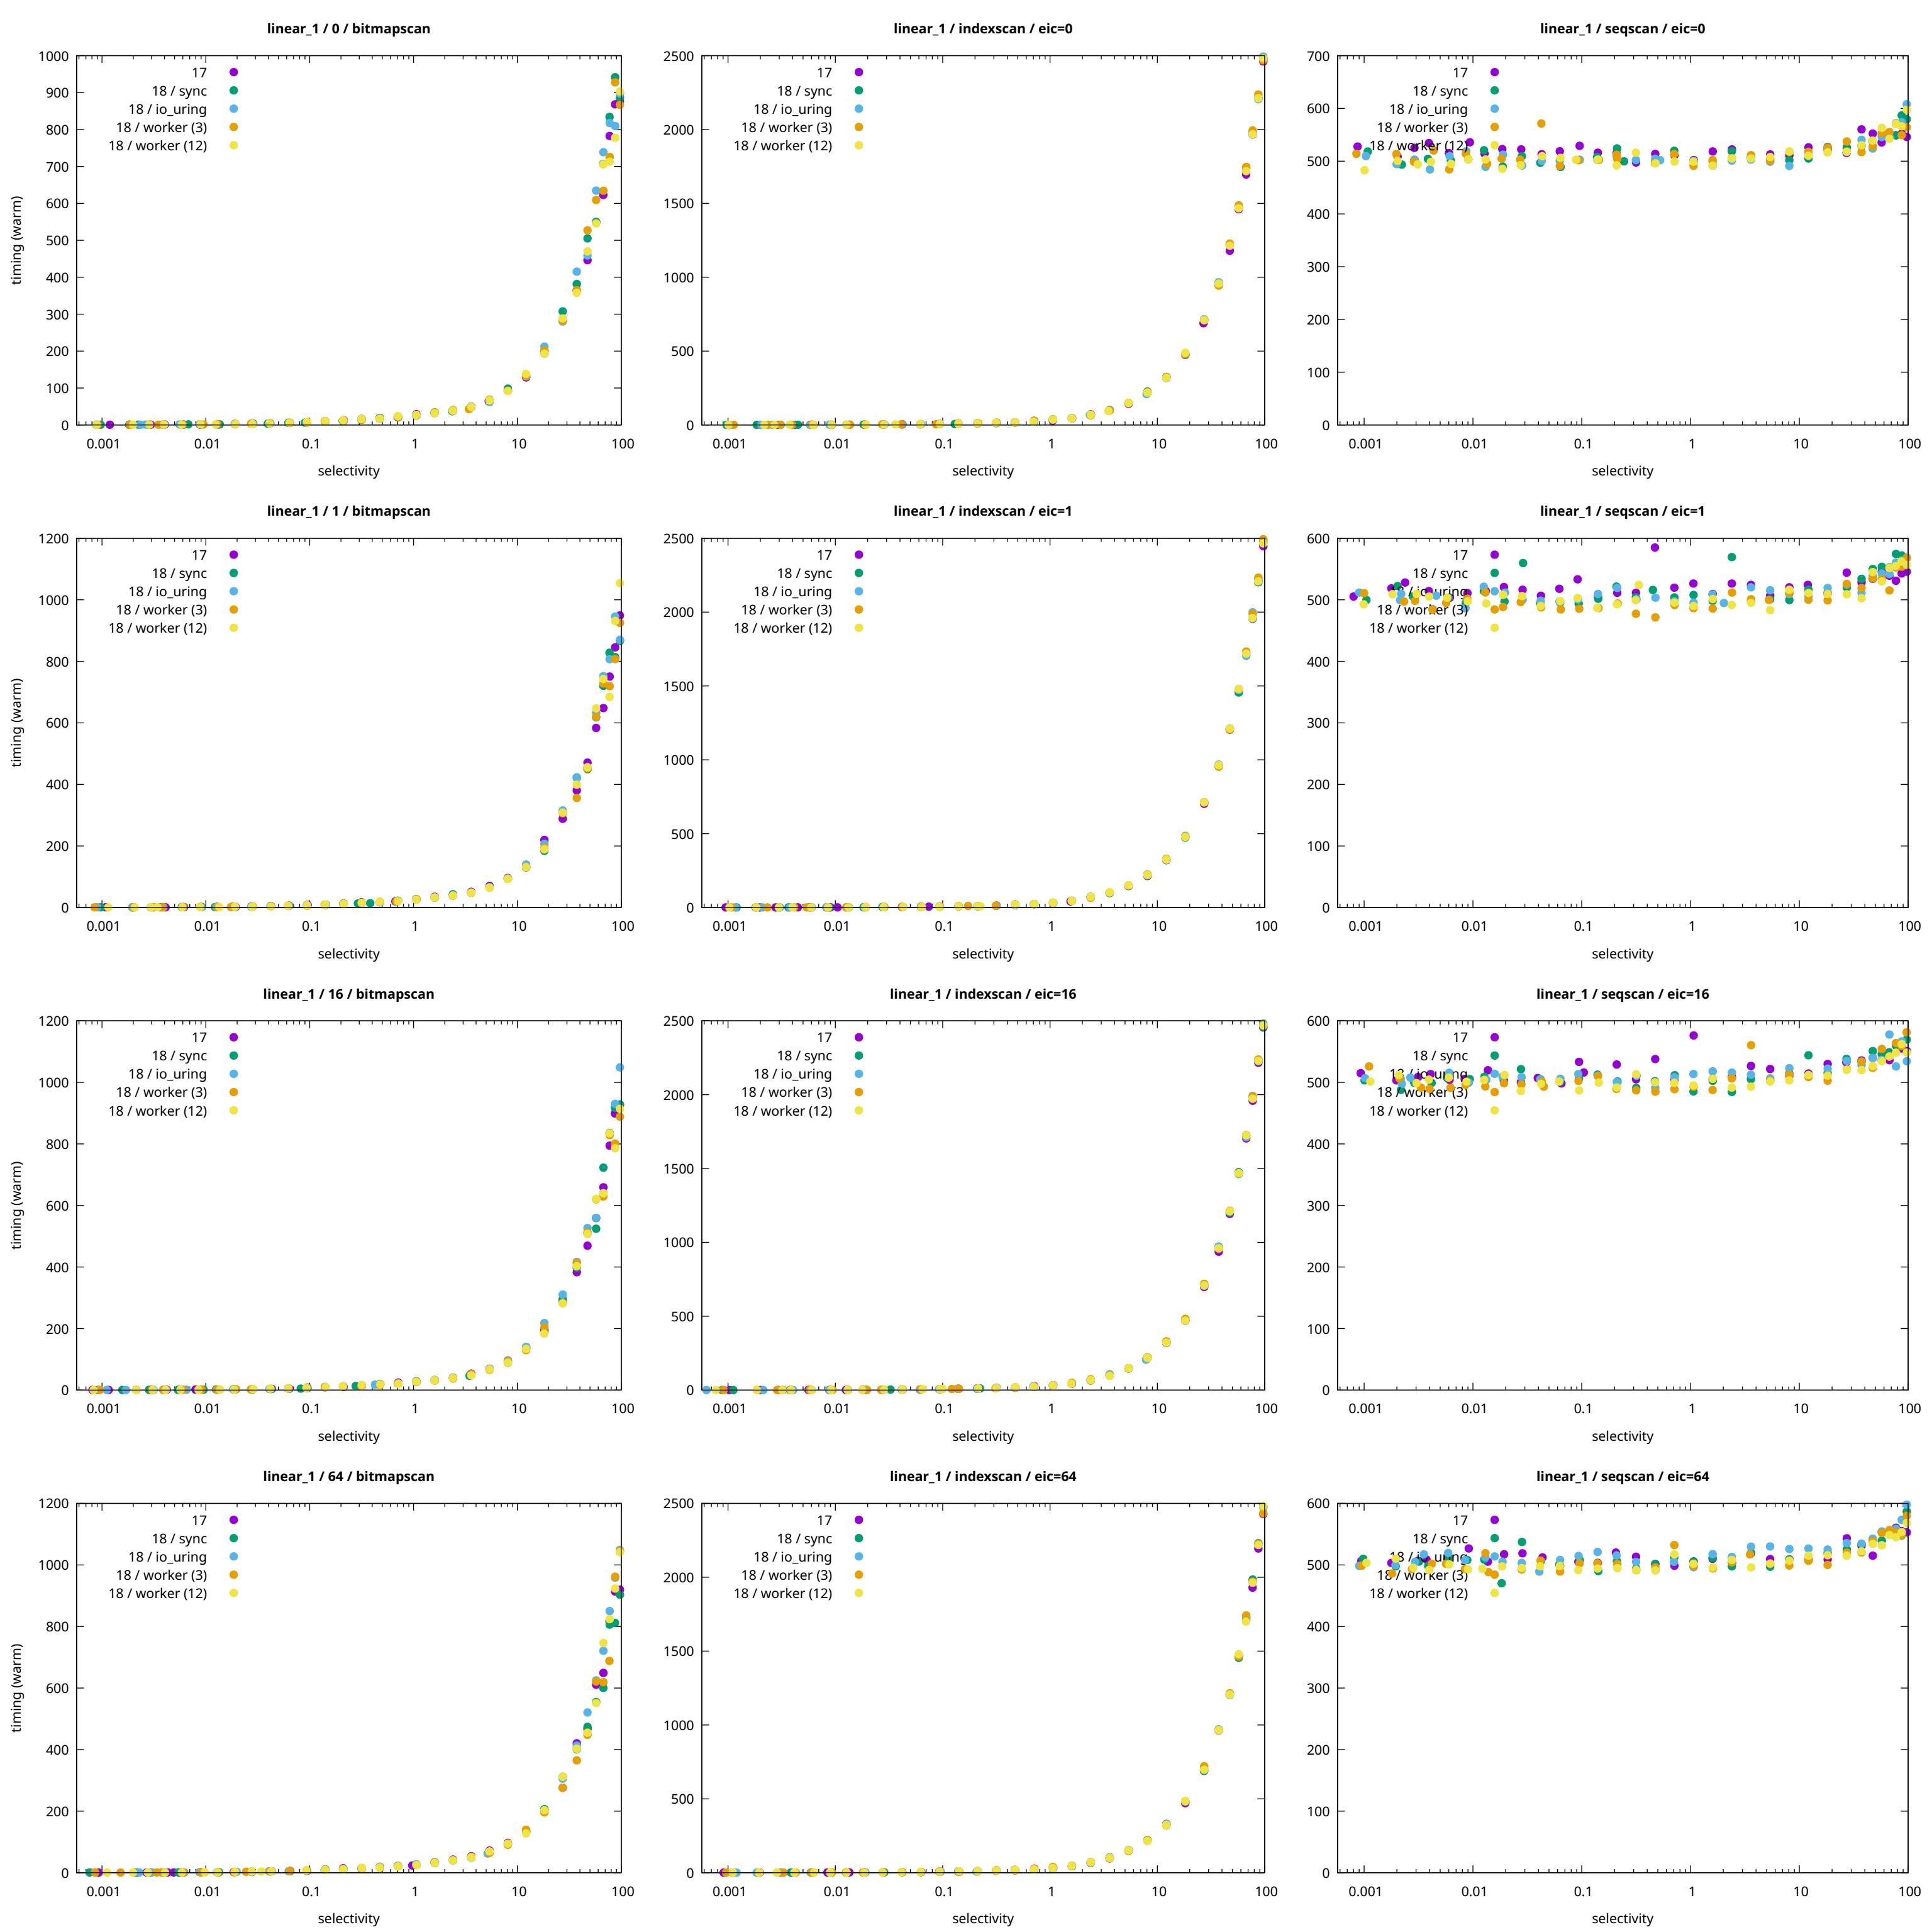 linear_1 / 0 / bitmapscan
1000
900
800
700
600
500
400
300
200
100
0
timing (warm)
17
18 / sync
18 / io_uring
18 / worker (3)
18 / worker (12)
0.001 0.01 0.1 1 10 100
selectivity
linear_1 / indexscan / eic=0
2500
2000
1500
1000
500
0
17
18 / sync
18 / io_uring
18 / worker (3)
18 / worker (12)
0.001 0.01 0.1 1 10 100
selectivity
linear_1 / seqscan / eic=0
700
600
500
400
300
200
100
0
17
18 / sync
18 / io_uring
18 / worker (3)
18 / worker (12)
0.001 0.01 0.1 1 10 100
selectivity
linear_1 / 1 / bitmapscan
1200
1000
800
600
400
200
0
timing (warm)
17
18 / sync
18 / io_uring
18 / worker (3)
18 / worker (12)
0.001 0.01 0.1 1 10 100
selectivity
linear_1 / indexscan / eic=1
2500
2000
1500
1000
500
0
17
18 / sync
18 / io_uring
18 / worker (3)
18 / worker (12)
0.001 0.01 0.1 1 10 100
selectivity
linear_1 / seqscan / eic=1
600
500
400
300
200
100
0
17
18 / sync
18 / io_uring
18 / worker (3)
18 / worker (12)
0.001 0.01 0.1 1 10 100
selectivity
linear_1 / 16 / bitmapscan
1200
1000
800
600
400
200
0
timing (warm)
17
18 / sync
18 / io_uring
18 / worker (3)
18 / worker (12)
0.001 0.01 0.1 1 10 100
selectivity
linear_1 / indexscan / eic=16
2500
2000
1500
1000
500
0
17
18 / sync
18 / io_uring
18 / worker (3)
18 / worker (12)
0.001 0.01 0.1 1 10 100
selectivity
linear_1 / seqscan / eic=16
600
500
400
300
200
100
0
17
18 / sync
18 / io_uring
18 / worker (3)
18 / worker (12)
0.001 0.01 0.1 1 10 100
selectivity
linear_1 / 64 / bitmapscan
1200
1000
800
600
400
200
0
timing (warm)
17
18 / sync
18 / io_uring
18 / worker (3)
18 / worker (12)
0.001 0.01 0.1 1 10 100
selectivity
linear_1 / indexscan / eic=64
2500
2000
1500
1000
500
0
17
18 / sync
18 / io_uring
18 / worker (3)
18 / worker (12)
0.001 0.01 0.1 1 10 100
selectivity
linear_1 / seqscan / eic=64
600
500
400
300
200
100
0
17
18 / sync
18 / io_uring
18 / worker (3)
18 / worker (12)
0.001 0.01 0.1 1 10 100
selectivity